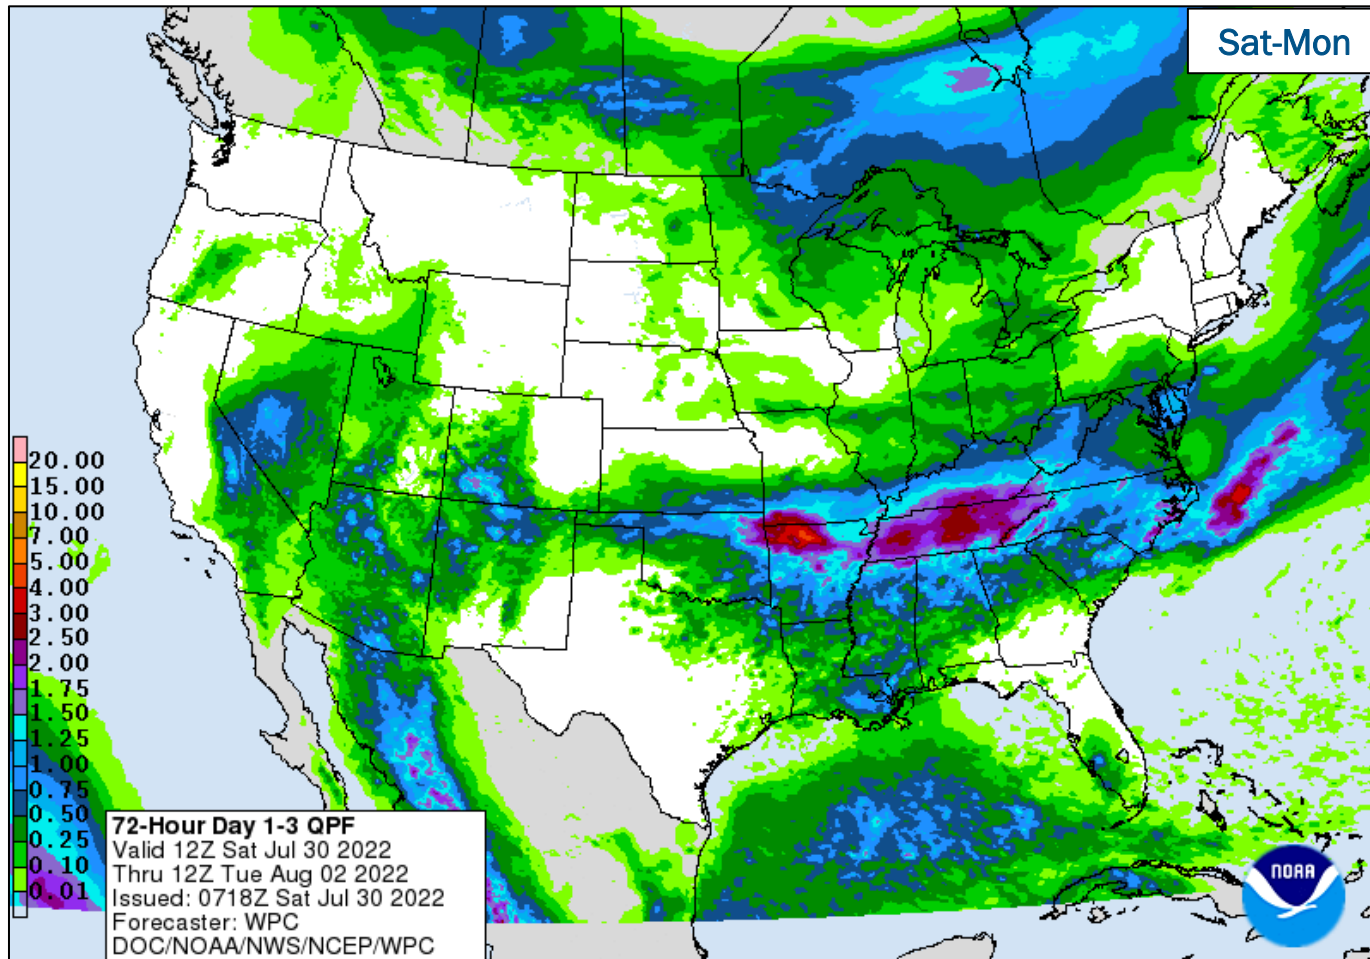 Sat-Mon
20.00
15.00
10.00
7.00
5.00
4.00
3.00
2.50
2.00
1.75
1.50
1.25
1.00
0.75
0.50
0.25
0.10
0.01
72-Hour Day 1-3 QPF
Valid 12Z Sat Jul 30 2022
Thru 12Z Tue Aug 02 2022
Issued: 0718Z Sat Jul 30 2022
Forecaster: WPC
DOC/NOAA/NWS/NCEP/WPC
NOAA